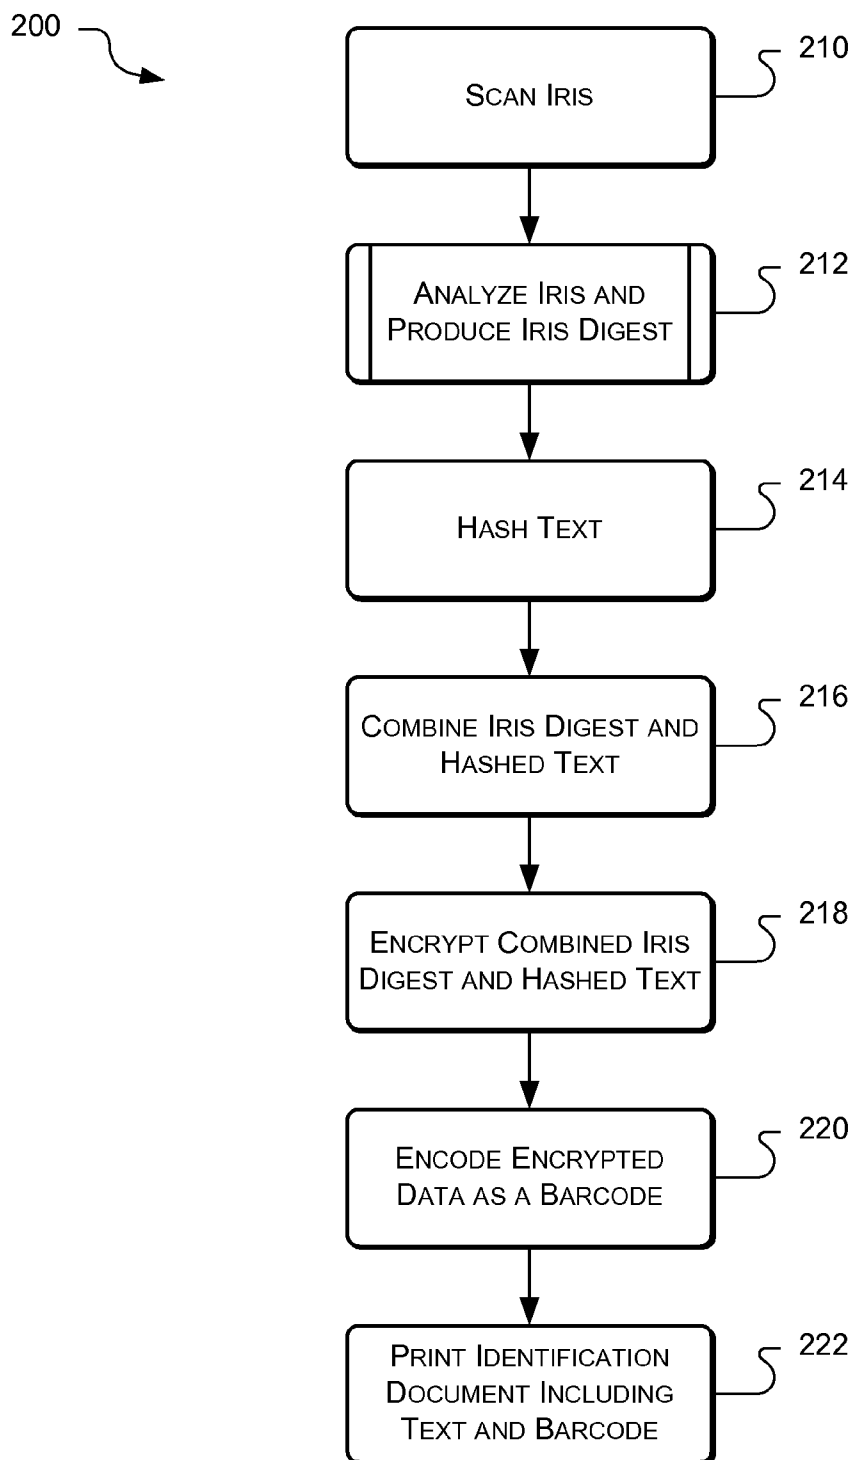 200
210
SCAN IRIS
212
ANALYZE IRIS AND
PRODUCE IRIS DIGEST
214
HASH TEXT
216
COMBINE IRIS DIGEST AND
HASHED TEXT
218
ENCRYPT COMBINED IRIS
DIGEST AND HASHED TEXT
220
ENCODE ENCRYPTED
DATA AS A BARCODE
222
PRINT IDENTIFICATION
DOCUMENT INCLUDING
TEXT AND BARCODE